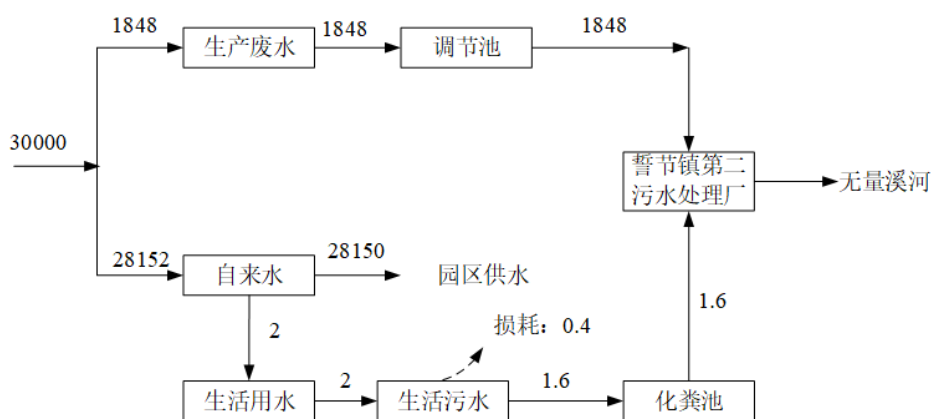 1848
生产废水
1848
调节池
1848
30000
誓节镇第二
污水处理厂
无量溪河
28152
自来水
28150
园区供水
2
损耗：0.4
1.6
生活用水
2
生活污水
1.6
化粪池